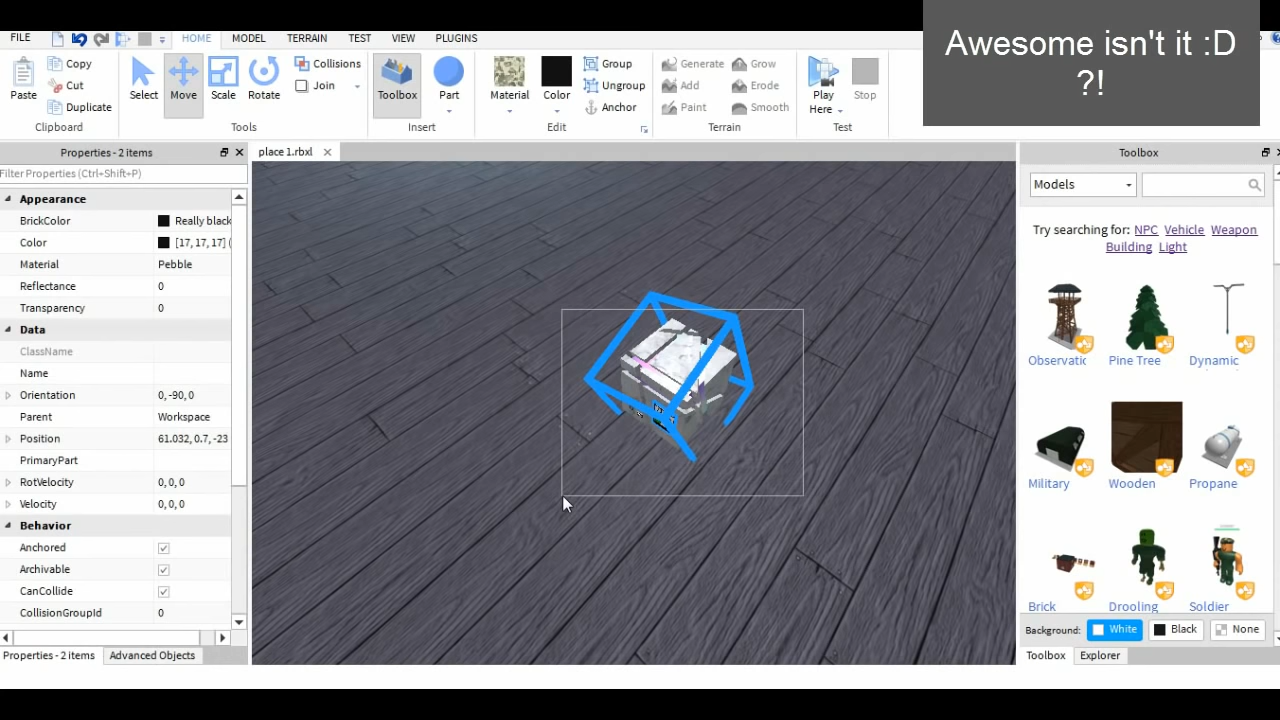 Awesome isn't it :D
?!
FILE HOME MODEL TERRAIN TEST VIEW PLUGINS
Paste
Copy
Cut
Duplicate
Clipboard
Select
Move
Scale
Rotate
Collisions
Join
Tools
Toolbox
Part
Insert
Material
Color
Group
Ungroup
Anchor
Edit
Generate Grow
Add Erode
Paint Smooth
Terrain
Play
Here
Stop
Test
Properties - 2 items
Filter Properties (Ctrl+Shift+P)
Appearance
BrickColor Really black
Color [17, 17, 17] (
Material Pebble
Reflectance 0
Transparency 0
Data
ClassName
Name
Orientation 0, -90, 0
Parent Workspace
Position 61.032, 0.7, -23
PrimaryPart
RotVelocity 0, 0, 0
Velocity 0, 0, 0
Behavior
Anchored
Archivable
CanCollide
CollisionGroupId 0
Properties - 2 items Advanced Objects
place 1.rbxl
Toolbox
Models
Try searching for: NPC Vehicle Weapon
Building Light
Observatic Pine Tree Dynamic
Military Wooden Propane
Brick Drooling Soldier
Background: White Black None
Toolbox Explorer